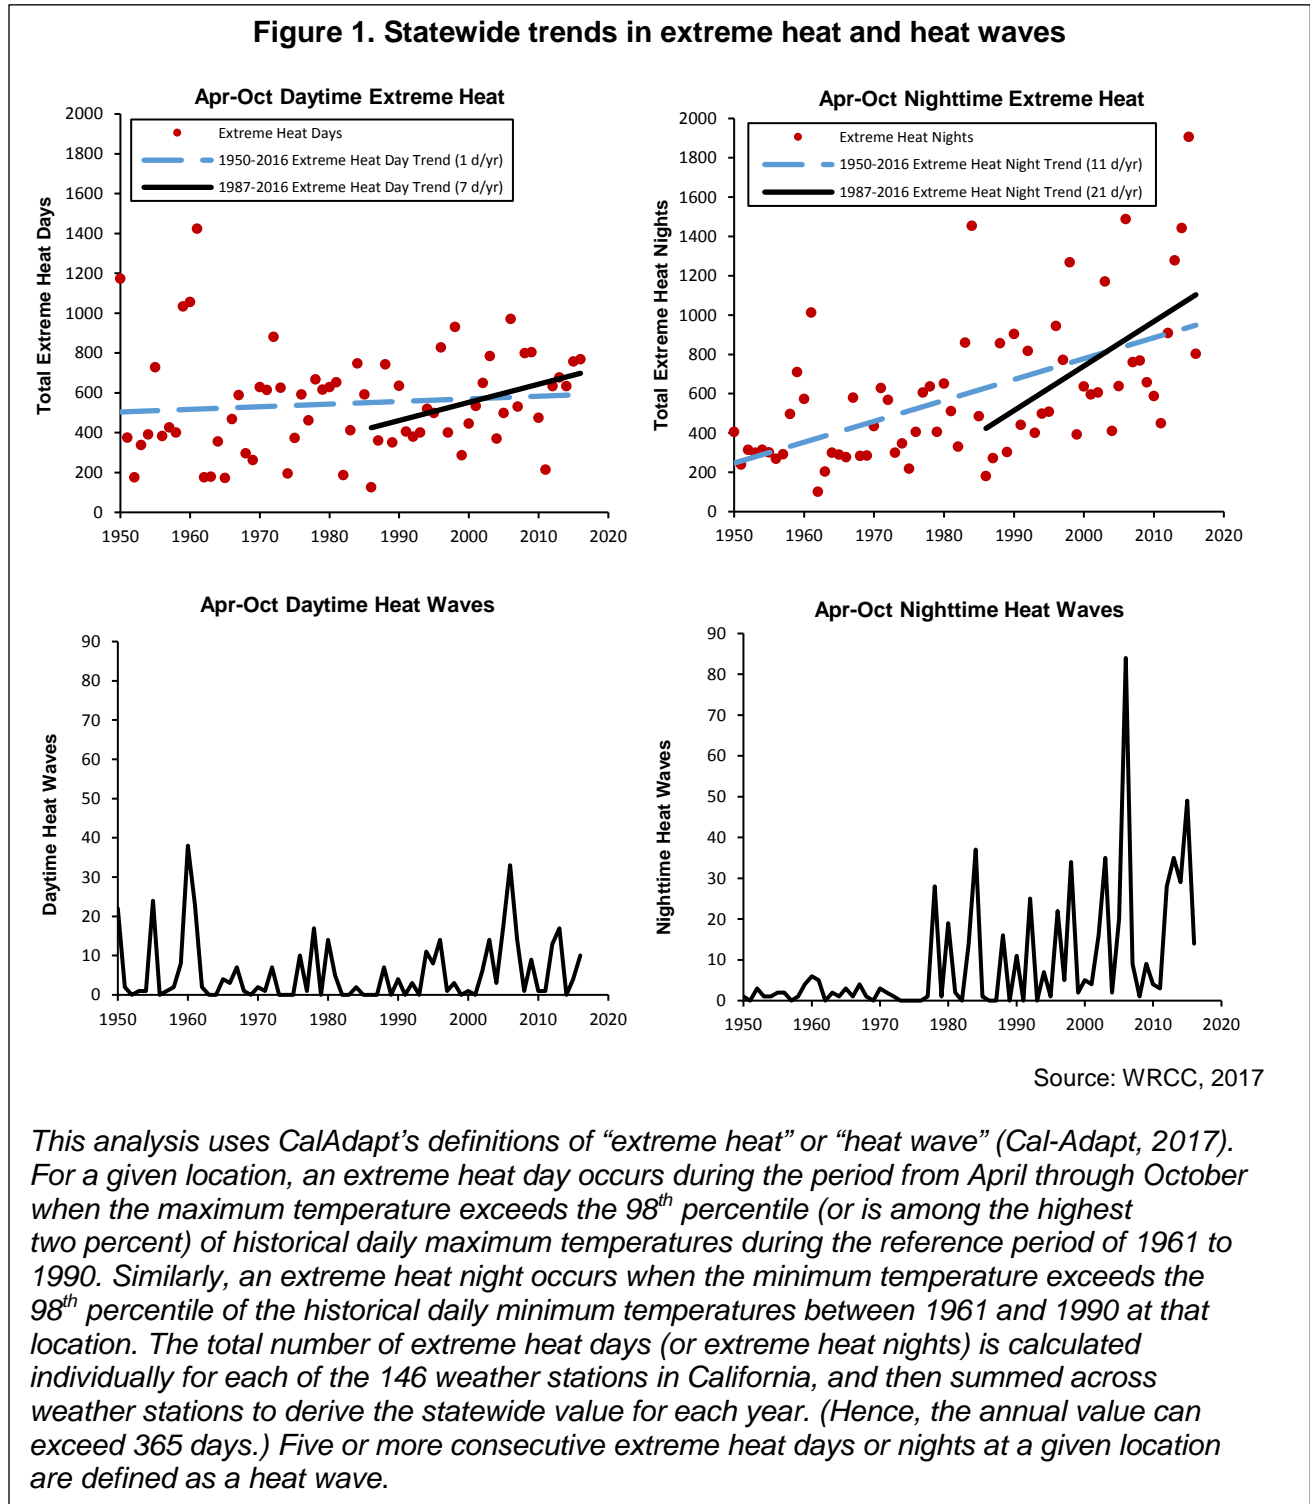 Figure 1. Statewide trends in extreme heat and heat waves
Apr-Oct Daytime Extreme Heat
2000
1800
1600
1400
1200
1000
800
600
400
200
0
Total Extreme Heat Days
Extreme Heat Days
1950-2016 Extreme Heat Day Trend (1 d/yr)
1987-2016 Extreme Heat Day Trend (7 d/yr)
1950 1960 1970 1980 1990 2000 2010 2020
Apr-Oct Nighttime Extreme Heat
2000
1800
1600
1400
1200
1000
800
600
400
200
0
Total Extreme Heat Nights
Extreme Heat Nights
1950-2016 Extreme Heat Night Trend (11 d/yr)
1987-2016 Extreme Heat Night Trend (21 d/yr)
1950 1960 1970 1980 1990 2000 2010 2020
Apr-Oct Daytime Heat Waves
90
80
70
60
50
40
30
20
10
0
Daytime Heat Waves
1950 1960 1970 1980 1990 2000 2010 2020
Apr-Oct Nighttime Heat Waves
90
80
70
60
50
40
30
20
10
0
Nighttime Heat Waves
1950 1960 1970 1980 1990 2000 2010 2020
Source: WRCC, 2017
This analysis uses CalAdapt's definitions of “extreme heat” or “heat wave” (Cal-Adapt, 2017).
For a given location, an extreme heat day occurs during the period from April through October
when the maximum temperature exceeds the 98th percentile (or is among the highest
two percent) of historical daily maximum temperatures during the reference period of 1961 to
1990. Similarly, an extreme heat night occurs when the minimum temperature exceeds the
98th percentile of the historical daily minimum temperatures between 1961 and 1990 at that
location. The total number of extreme heat days (or extreme heat nights) is calculated
individually for each of the 146 weather stations in California, and then summed across
weather stations to derive the statewide value for each year. (Hence, the annual value can
exceed 365 days.) Five or more consecutive extreme heat days or nights at a given location
are defined as a heat wave.